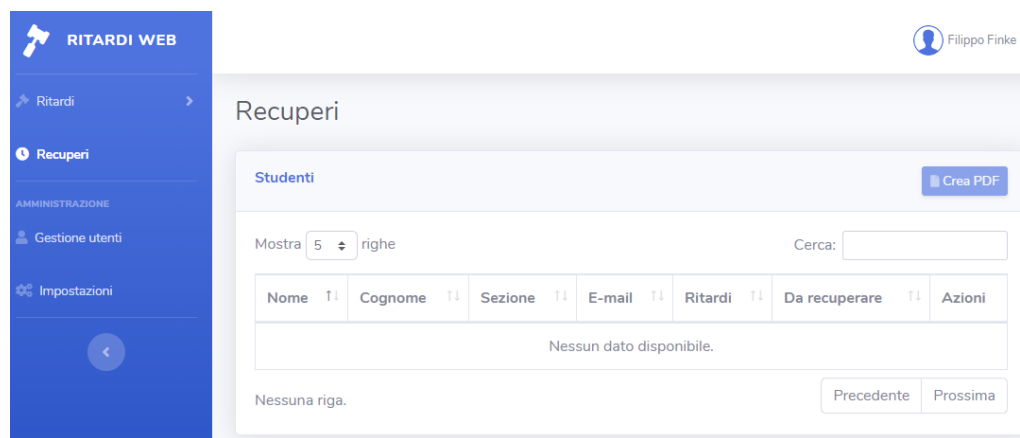 RITARDI WEB
Filippo Finke
Ritardi
Recuperi
AMMINISTRAZIONE
Gestione utenti
Impostazioni
Recuperi
Studenti
Crea PDF
Mostra 5 righe
Cerca:
Nome Cognome Sezione E-mail Ritardi Da recuperare Azioni
Nessun dato disponibile.
Nessuna riga.
Precedente Prossima